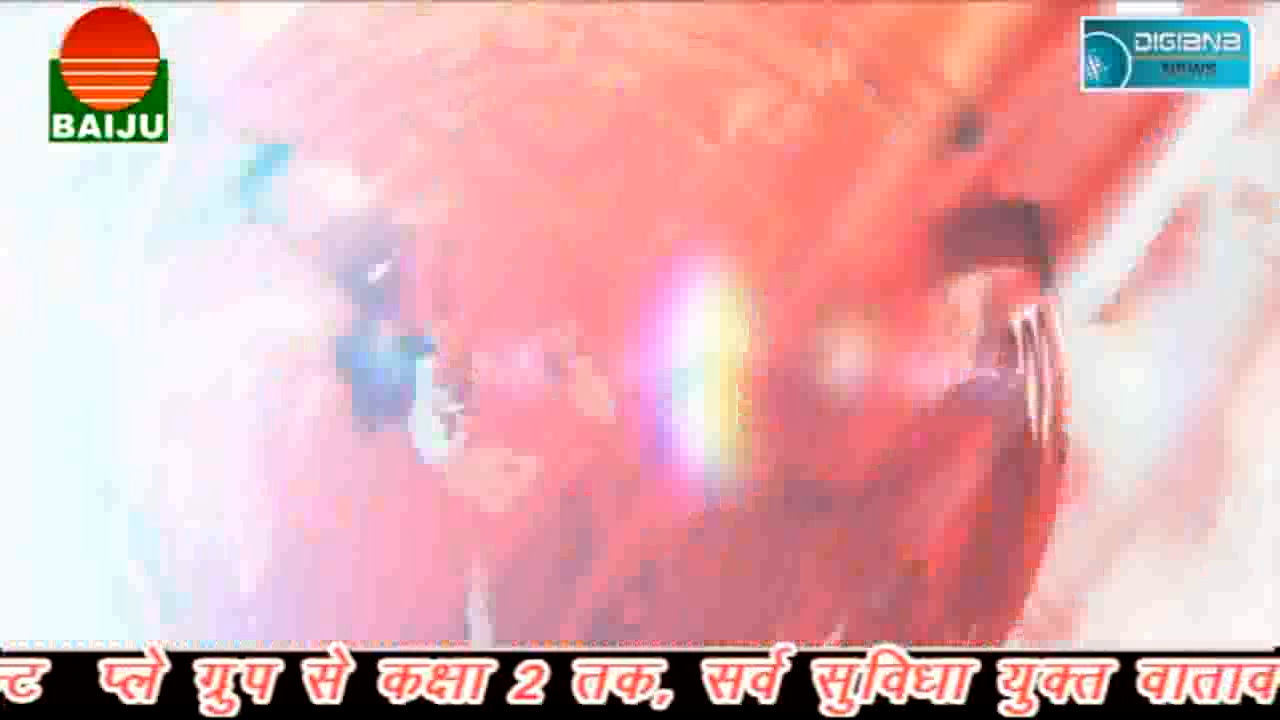 BAIJU
DIGIANA
NEWS
न्ट प्ले ग्रुप से कक्षा 2 तक, सर्व सुविधा युक्त वाताव